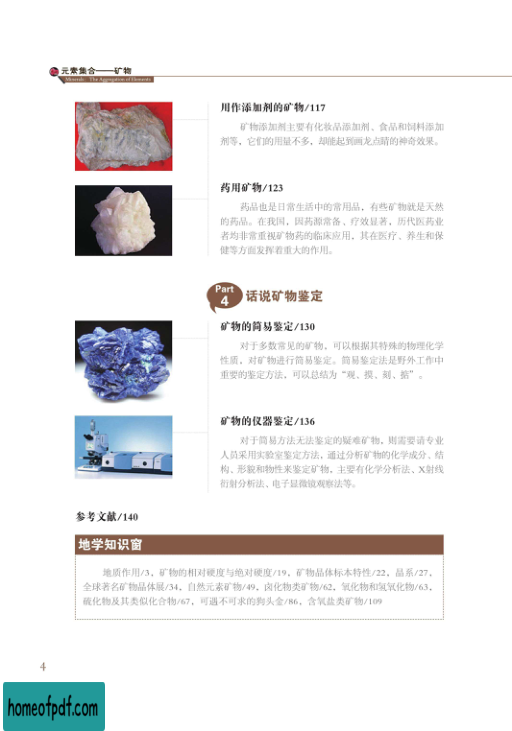 元素集合——矿物
Minerals: The Aggregation of Elements
用作添加剂的矿物/117
矿物添加剂主要有化妆品添加剂、食品和饲料添加
剂等，它们的用量不多，却能起到画龙点睛的神奇效果。
药用矿物/123
药品也是日常生活中的常用品，有些矿物就是天然
的药品。在我国，因药源常备、疗效显著，历代医药业
者均非常重视矿物药的临床应用，其在医疗、养生和保
健等方面发挥着重大的作用。
Part
4
话说矿物鉴定
矿物的简易鉴定/130
对于多数常见的矿物，可以根据其特殊的物理化学
性质，对矿物进行简易鉴定。简易鉴定法是野外工作中
重要的鉴定方法，可以总结为“观、摸、刻、掂”。
矿物的仪器鉴定/136
对于简易方法无法鉴定的疑难矿物，则需要请专业
人员采用实验室鉴定方法，通过分析矿物的化学成分、结
构、形貌和物性来鉴定矿物，主要有化学分析法、X射线
衍射分析法、电子显微镜观察法等。
参考文献/140
地学知识窗
地质作用/3、矿物的相对硬度与绝对硬度/19、矿物晶体标本特性/22、晶系/27、
全球著名矿物晶体展/34、自然元素矿物/49、卤化物类矿物/62、氧化物和氢氧化物/63、
硫化物及其类似化合物/67、可遇不可求的狗头金/86、含氧盐类矿物/109
4
homeofpdf.com